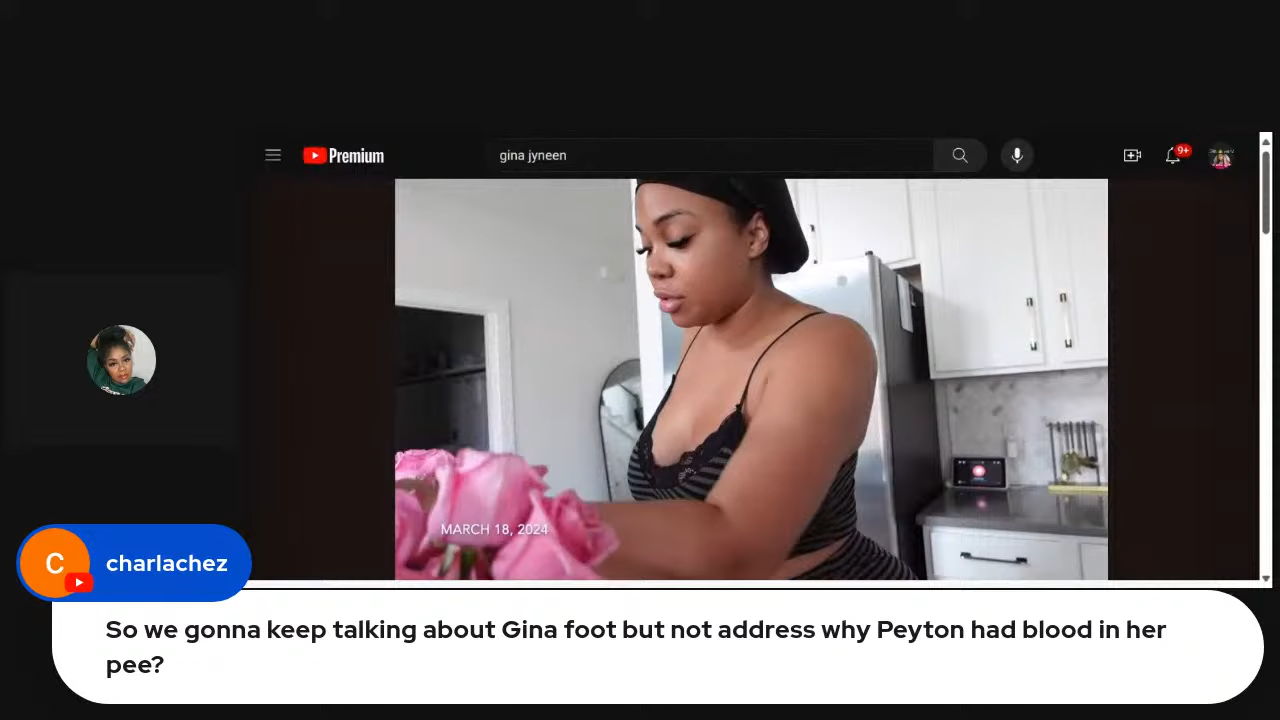 Premium
gina jyneen
9+
MARCH 18, 2024
C
charlachez
So we gonna keep talking about Gina foot but not address why Peyton had blood in her
pee?